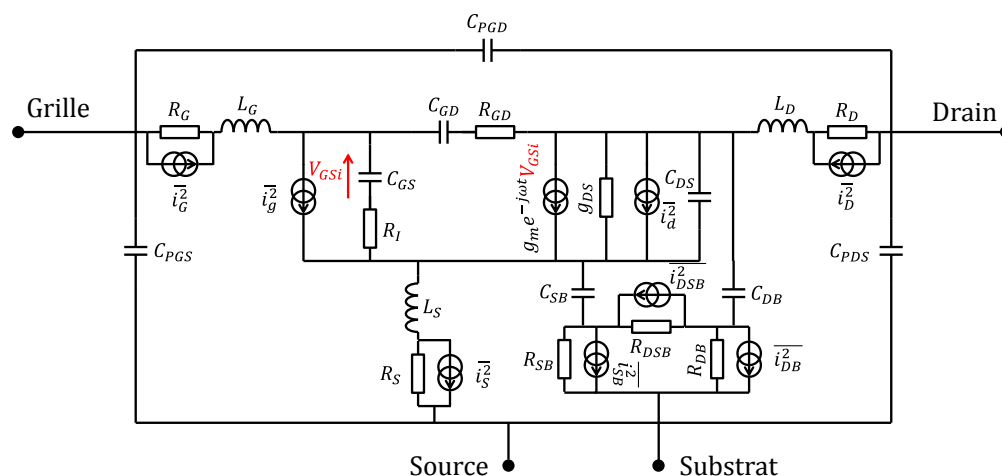 C_PGD
Grille
R_G
L_G
C_GD
R_GD
L_D
R_D
Drain
i_G^2
V_GSi
i_g^2
C_GS
R_I
g_m e^-jωt V_GSi
g_DS
i_d^2
C_DS
i_D^2
C_PGS
C_PDS
L_S
C_SB
i_DSB^2
C_DB
R_S
i_S^2
R_SB
i_SB^2
R_DSB
R_DB
i_DB^2
Source
Substrat